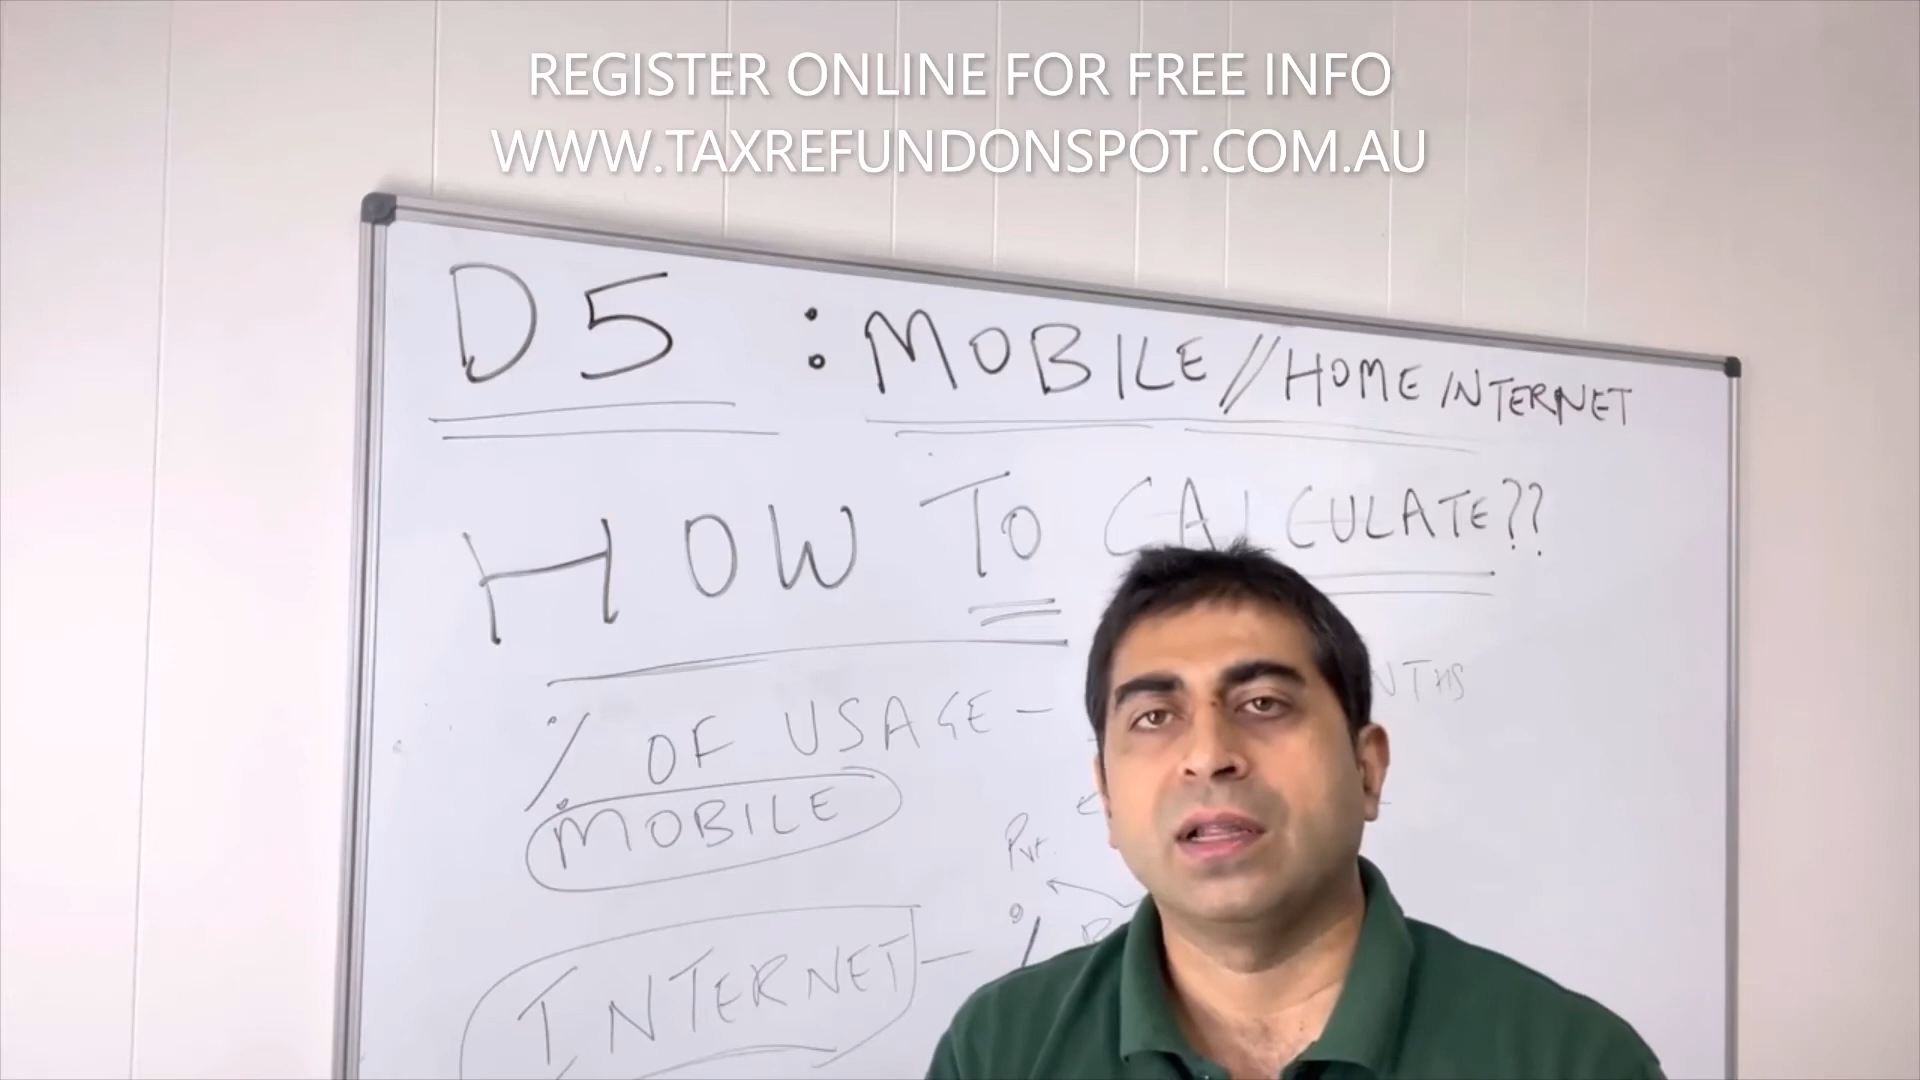 REGISTER ONLINE FOR FREE INFO
WWW.TAXREFUNDONSPOT.COM.AU
D5 : MOBILE//HOME INTERNET
HOW TO CALCULATE??
% OF USAGE -
MOBILE
Pvt.
INTERNET - %